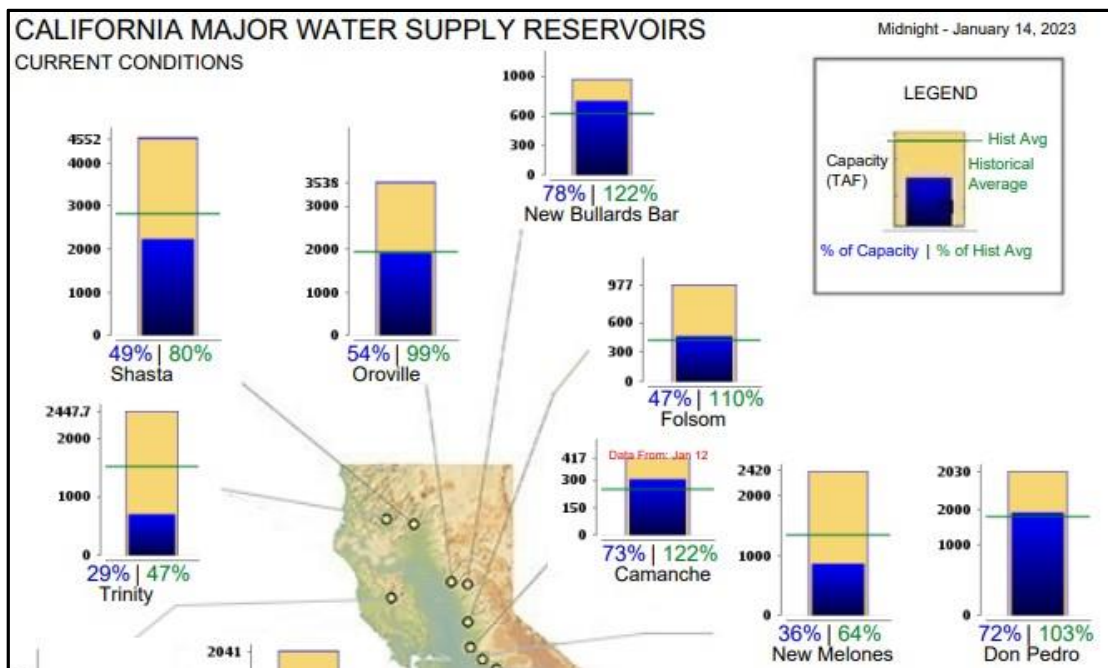 CALIFORNIA MAJOR WATER SUPPLY RESERVOIRS
Midnight - January 14, 2023
CURRENT CONDITIONS
LEGEND
Hist Avg
Capacity
(TAF)
Historical
Average
% of Capacity | % of Hist Avg
1000
600
300
0
78% | 122%
New Bullards Bar
4552
4000
3000
2000
1000
0
49% | 80%
Shasta
3538
3000
2000
1000
0
54% | 99%
Oroville
977
600
300
0
47% | 110%
Folsom
2447.7
2000
1000
0
29% | 47%
Trinity
Data From: Jan 12
417
300
150
0
73% | 122%
Camanche
2420
2000
1000
0
36% | 64%
New Melones
2030
2000
1000
0
72% | 103%
Don Pedro
2041